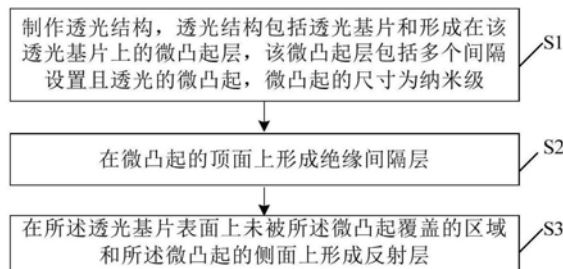 制作透光结构，透光结构包括透光基片和形成在该
透光基片上的微凸起层，该微凸起层包括多个间隔
设置且透光的微凸起，微凸起的尺寸为纳米级
S1
在微凸起的顶面上形成绝缘间隔层
S2
在所述透光基片表面上未被所述微凸起覆盖的区域
和所述微凸起的侧面上形成反射层
S3